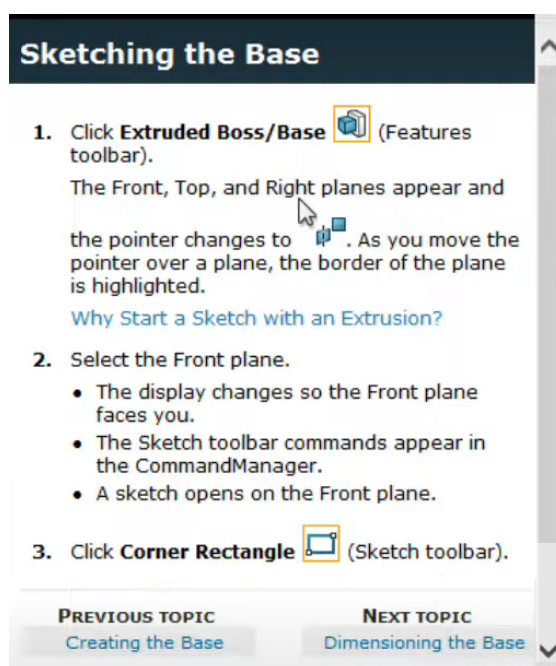 Sketching the Base
1. Click Extruded Boss/Base (Features
toolbar).
The Front, Top, and Right planes appear and
the pointer changes to . As you move the
pointer over a plane, the border of the plane
is highlighted.
Why Start a Sketch with an Extrusion?
2. Select the Front plane.
• The display changes so the Front plane
faces you.
• The Sketch toolbar commands appear in
the CommandManager.
• A sketch opens on the Front plane.
3. Click Corner Rectangle (Sketch toolbar).
PREVIOUS TOPIC
Creating the Base
NEXT TOPIC
Dimensioning the Base